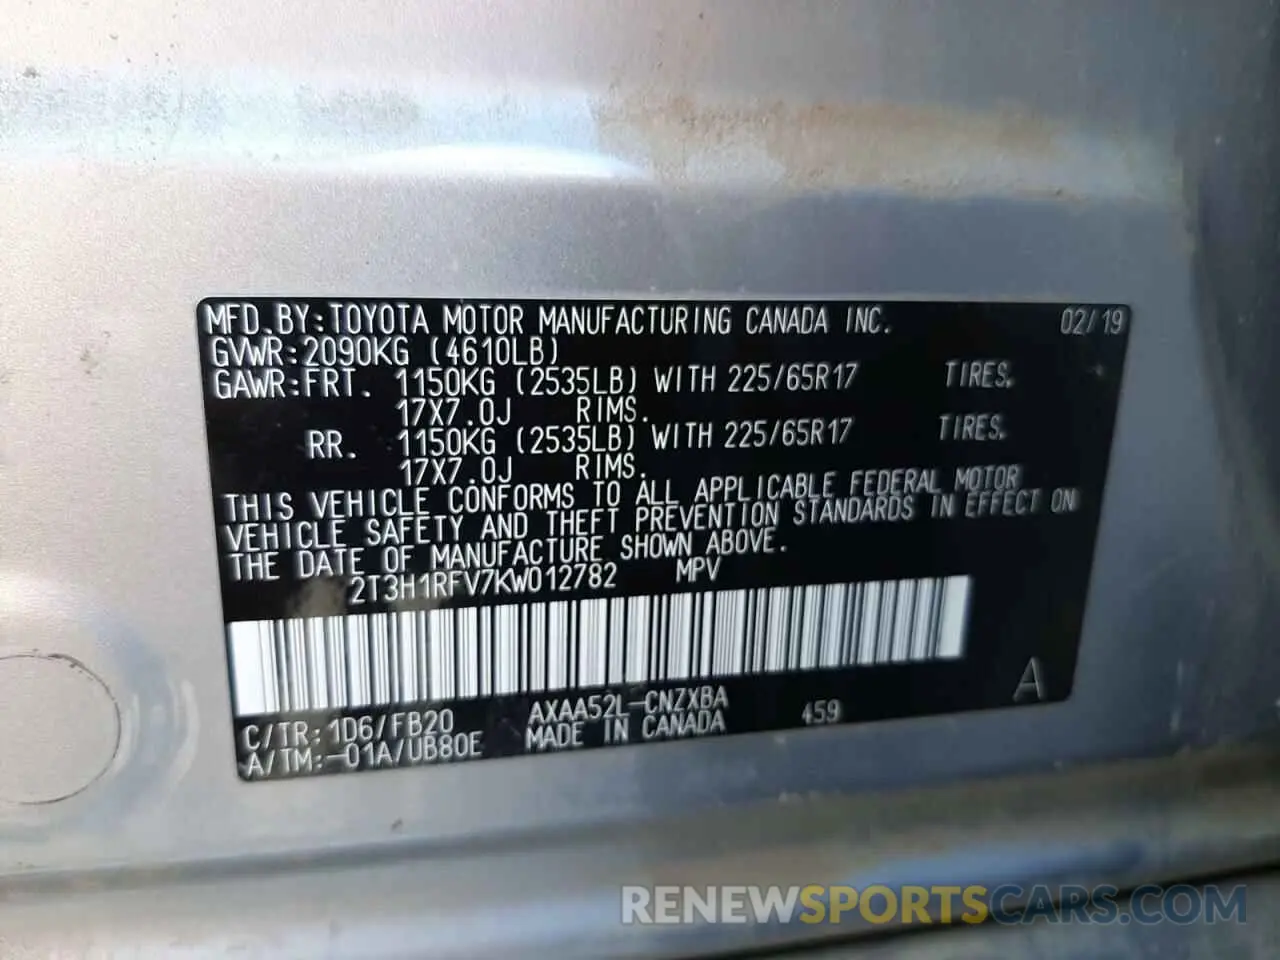 MFD.BY:TOYOTA MOTOR MANUFACTURING CANADA INC. 02/19
GVWR:2090KG (4610LB)
GAWR:FRT. 1150KG (2535LB) WITH 225/65R17 TIRES.
17X7.0J RIMS.
RR. 1150KG (2535LB) WITH 225/65R17 TIRES.
17X7.0J RIMS.
THIS VEHICLE CONFORMS TO ALL APPLICABLE FEDERAL MOTOR
VEHICLE SAFETY AND THEFT PREVENTION STANDARDS IN EFFECT ON
THE DATE OF MANUFACTURE SHOWN ABOVE.
2T3H1RFV7KW012782 MPV
A
C/TR:1D6/FB20 AXAA52L-CNZXBA 459
A/TM:-01A/UB80E MADE IN CANADA
RENEWSPORTSCARS.COM